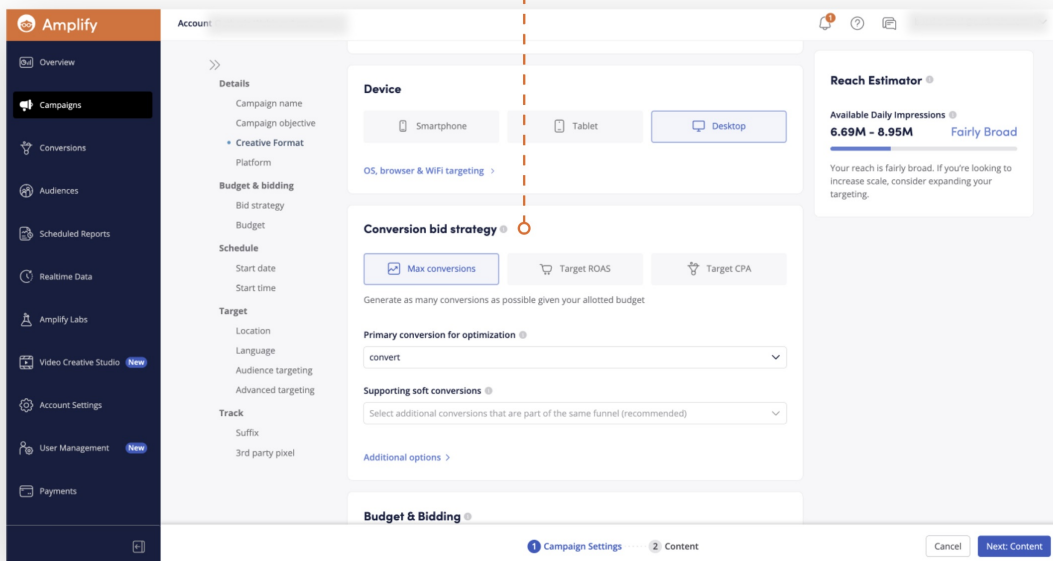 Amplify
Account
1
Overview
Campaigns
Conversions
Audiences
Scheduled Reports
Realtime Data
Amplify Labs
Video Creative Studio New
Account Settings
User Management New
Payments
Details
Campaign name
Campaign objective
Creative Format
Platform
Budget & bidding
Bid strategy
Budget
Schedule
Start date
Start time
Target
Location
Language
Audience targeting
Advanced targeting
Track
Suffix
3rd party pixel
Device
Smartphone Tablet Desktop
OS, browser & WiFi targeting >
Conversion bid strategy
Max conversions Target ROAS Target CPA
Generate as many conversions as possible given your allotted budget
Primary conversion for optimization
convert
Supporting soft conversions
Select additional conversions that are part of the same funnel (recommended)
Additional options >
Budget & Bidding
Reach Estimator
Available Daily Impressions
6.69M - 8.95M Fairly Broad
Your reach is fairly broad. If you're looking to
increase scale, consider expanding your
targeting.
1 Campaign Settings 2 Content
Cancel Next: Content